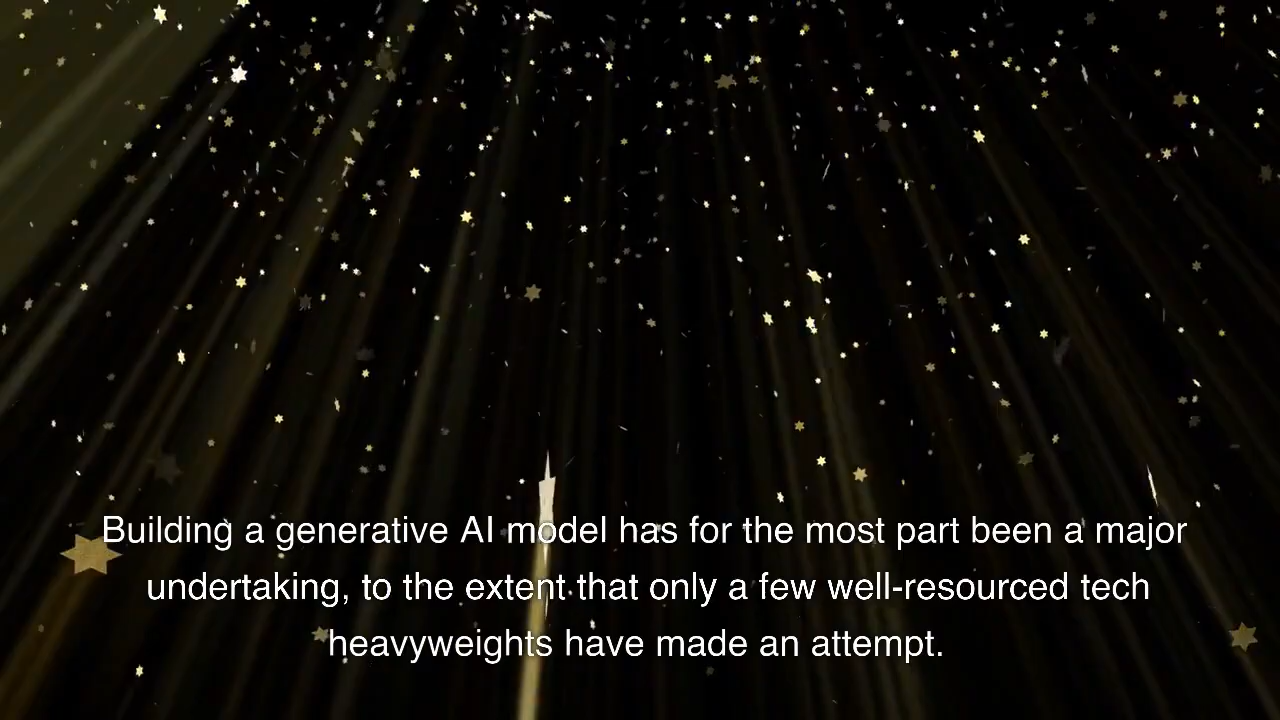 Building a generative AI model has for the most part been a major
undertaking, to the extent that only a few well-resourced tech
heavyweights have made an attempt.